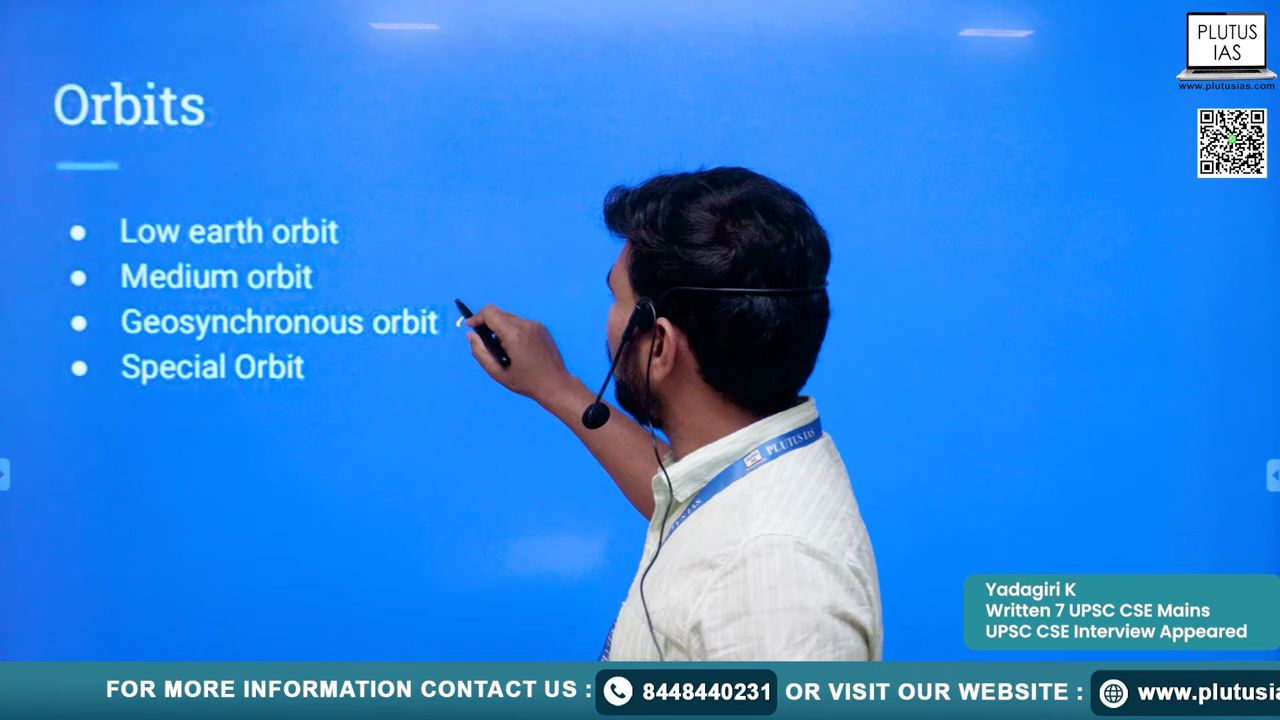 PLUTUS
IAS
www.plutusias.com
Orbits
Low earth orbit
Medium orbit
Geosynchronous orbit
Special Orbit
PLUTUS IAS
Yadagiri K
Written 7 UPSC CSE Mains
UPSC CSE Interview Appeared
FOR MORE INFORMATION CONTACT US : 8448440231 OR VISIT OUR WEBSITE : www.plutusia